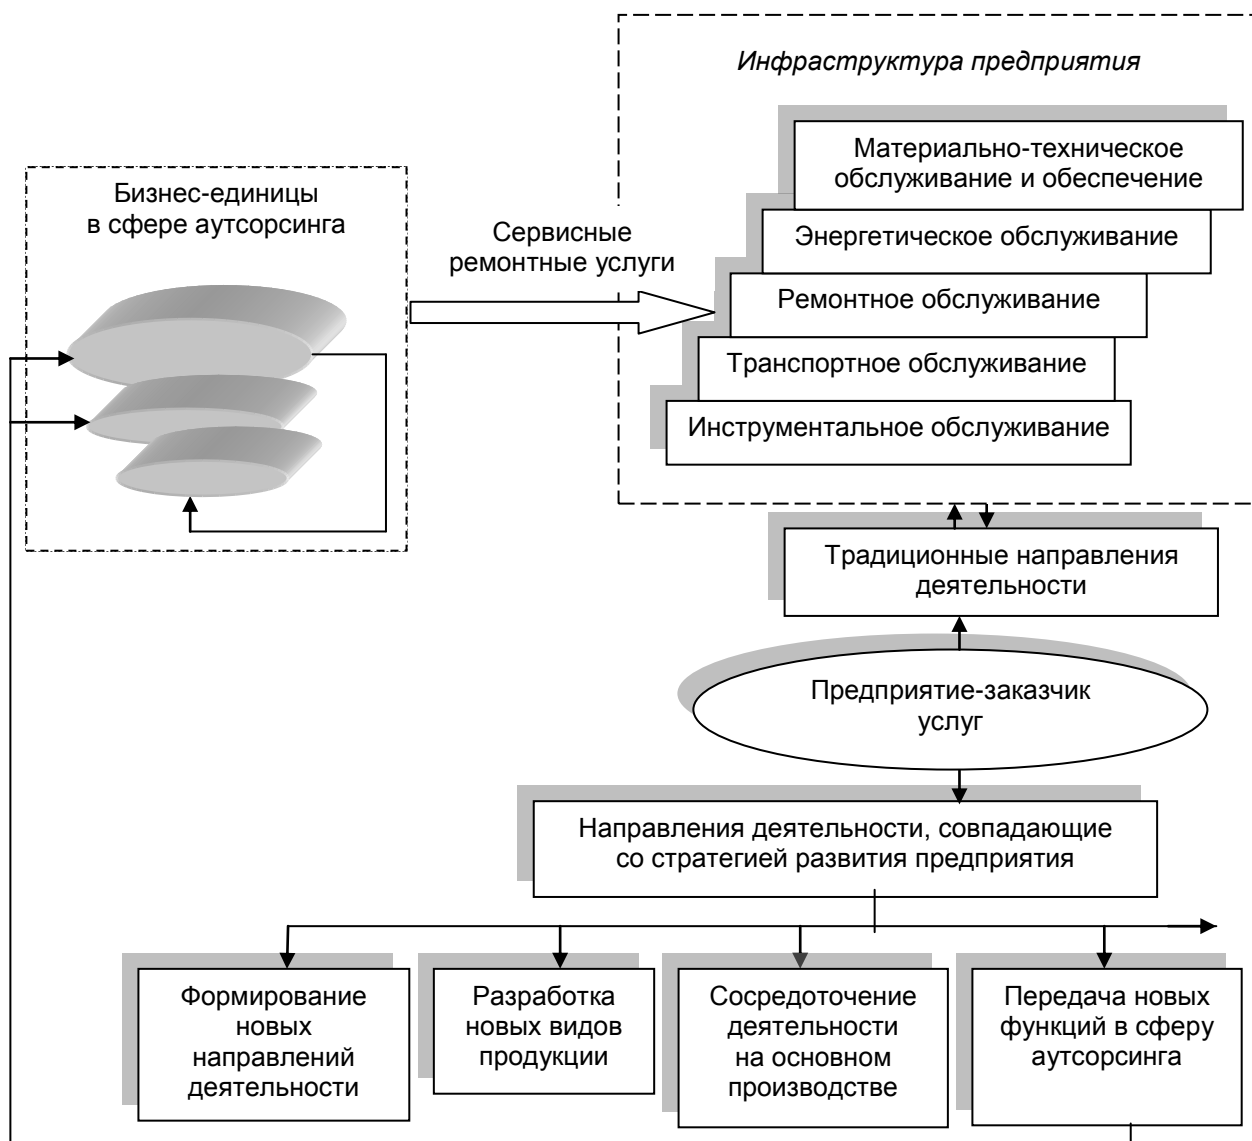 Инфраструктура предприятия
Материально-техническое
обслуживание и обеспечение
Энергетическое обслуживание
Ремонтное обслуживание
Транспортное обслуживание
Инструментальное обслуживание
Бизнес-единицы
в сфере аутсорсинга
Сервисные
ремонтные услуги
Традиционные направления
деятельности
Предприятие-заказчик
услуг
Направления деятельности, совпадающие
со стратегией развития предприятия
Формирование
новых
направлений
деятельности
Разработка
новых видов
продукции
Сосредоточение
деятельности
на основном
производстве
Передача новых
функций в сферу
аутсорсинга